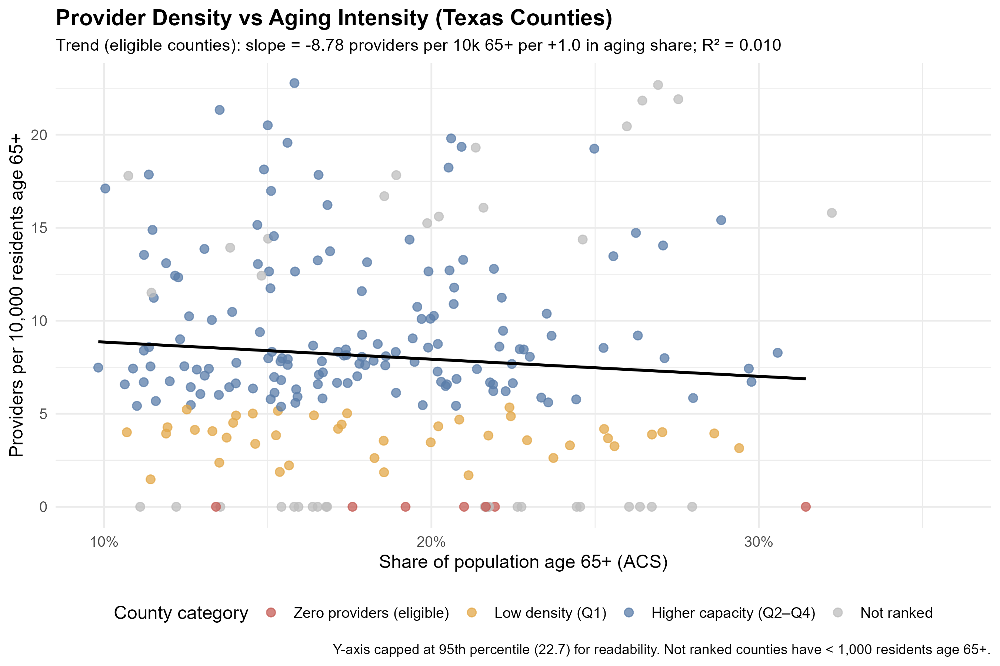 Provider Density vs Aging Intensity (Texas Counties)
Trend (eligible counties): slope = -8.78 providers per 10k 65+ per +1.0 in aging share; R² = 0.010
Providers per 10,000 residents age 65+
20
15
10
5
0
10%
20%
30%
Share of population age 65+ (ACS)
County category
Zero providers (eligible)
Low density (Q1)
Higher capacity (Q2–Q4)
Not ranked
Y-axis capped at 95th percentile (22.7) for readability. Not ranked counties have < 1,000 residents age 65+.